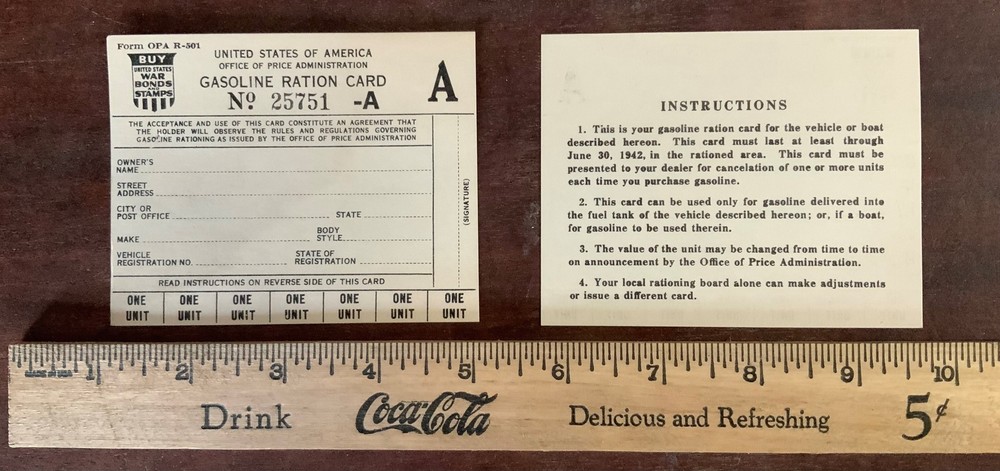 Form OPA R-501
BUY
UNITED STATES
WAR
BONDS
AND
STAMPS
UNITED STATES OF AMERICA
OFFICE OF PRICE ADMINISTRATION
GASOLINE RATION CARD
Nº 25751 -A
A
THE ACCEPTANCE AND USE OF THIS CARD CONSTITUTE AN AGREEMENT THAT
THE HOLDER WILL OBSERVE THE RULES AND REGULATIONS GOVERNING
GASOLINE RATIONING AS ISSUED BY THE OFFICE OF PRICE ADMINISTRATION
OWNER'S
NAME
STREET
ADDRESS
CITY OR
POST OFFICE STATE
MAKE BODY
STYLE
VEHICLE
REGISTRATION NO. STATE OF
REGISTRATION
(SIGNATURE)
READ INSTRUCTIONS ON REVERSE SIDE OF THIS CARD
ONE ONE ONE ONE ONE ONE ONE
UNIT UNIT UNIT UNIT UNIT UNIT UNIT
INSTRUCTIONS
1. This is your gasoline ration card for the vehicle or boat
described hereon. This card must last at least through
June 30, 1942, in the rationed area. This card must be
presented to your dealer for cancelation of one or more units
each time you purchase gasoline.
2. This card can be used only for gasoline delivered into
the fuel tank of the vehicle described hereon; or, if a boat,
for gasoline to be used therein.
3. The value of the unit may be changed from time to time
on announcement by the Office of Price Administration.
4. Your local rationing board alone can make adjustments
or issue a different card.
1 2 3 4 5 6 7 8 9 10
Drink Coca-Cola Delicious and Refreshing 5¢